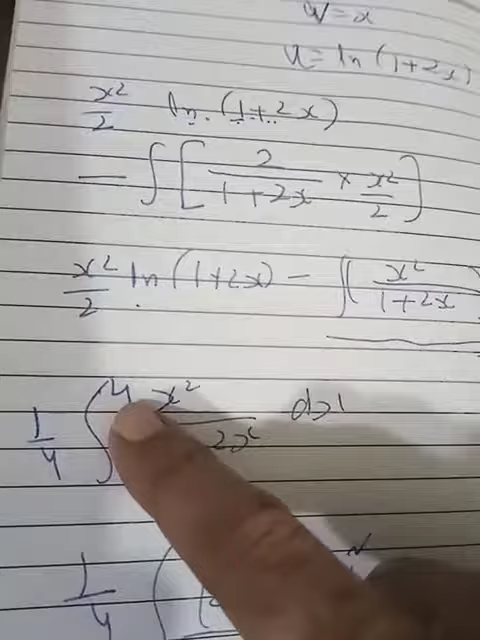 v = x
u = ln (1+2x)
x²/2 ln. (1+2x)
— ∫ [ 2/(1+2x) × x²/2 ]
x²/2 ln (1+2x) − ∫( x²/(1+2x)
1/4 ∫ 4x²/ 2x dx
1/4 (